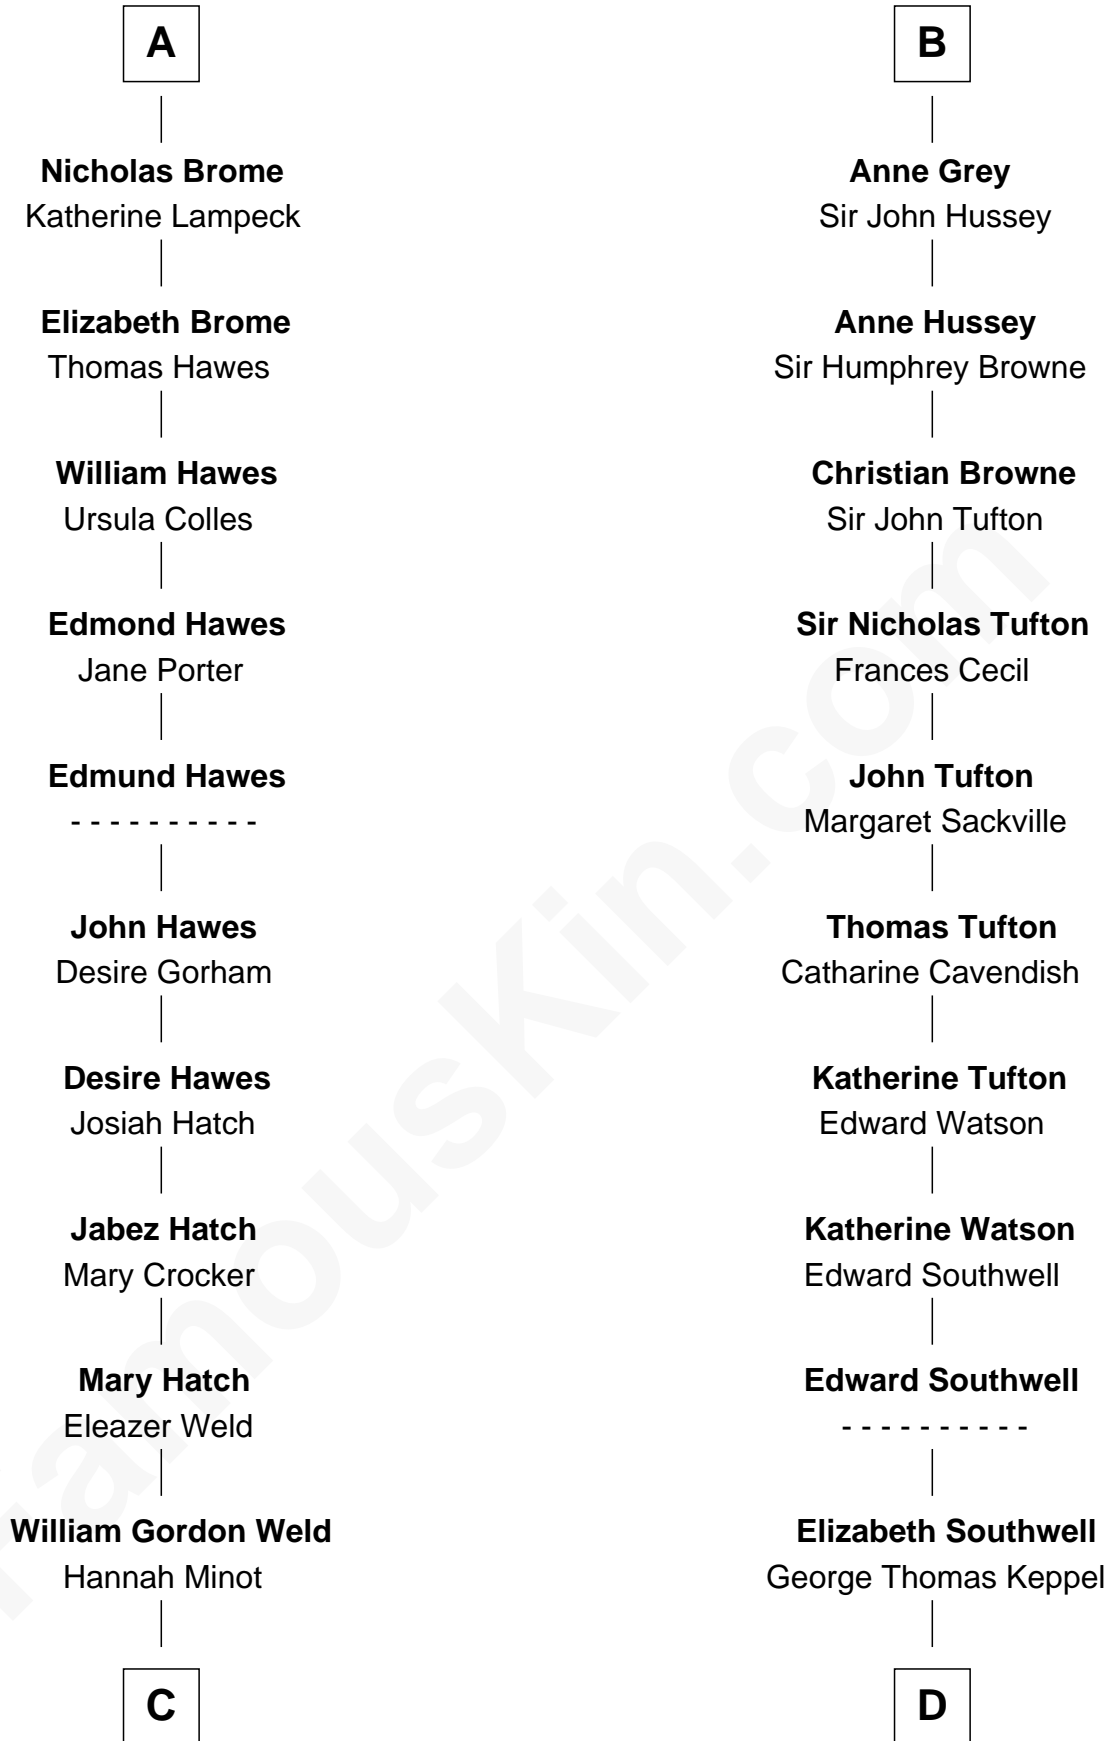 A
Nicholas Brome
Katherine Lampeck
Elizabeth Brome
Thomas Hawes
William Hawes
Ursula Colles
Edmond Hawes
Jane Porter
Edmund Hawes
- - - - - - - - - -
John Hawes
Desire Gorham
Desire Hawes
Josiah Hatch
Jabez Hatch
Mary Crocker
Mary Hatch
Eleazer Weld
William Gordon Weld
Hannah Minot
C
B
Anne Grey
Sir John Hussey
Anne Hussey
Sir Humphrey Browne
Christian Browne
Sir John Tufton
Sir Nicholas Tufton
Frances Cecil
John Tufton
Margaret Sackville
Thomas Tufton
Catharine Cavendish
Katherine Tufton
Edward Watson
Katherine Watson
Edward Southwell
Edward Southwell
- - - - - - - - - -
Elizabeth Southwell
George Thomas Keppel
D
FamousKin.com